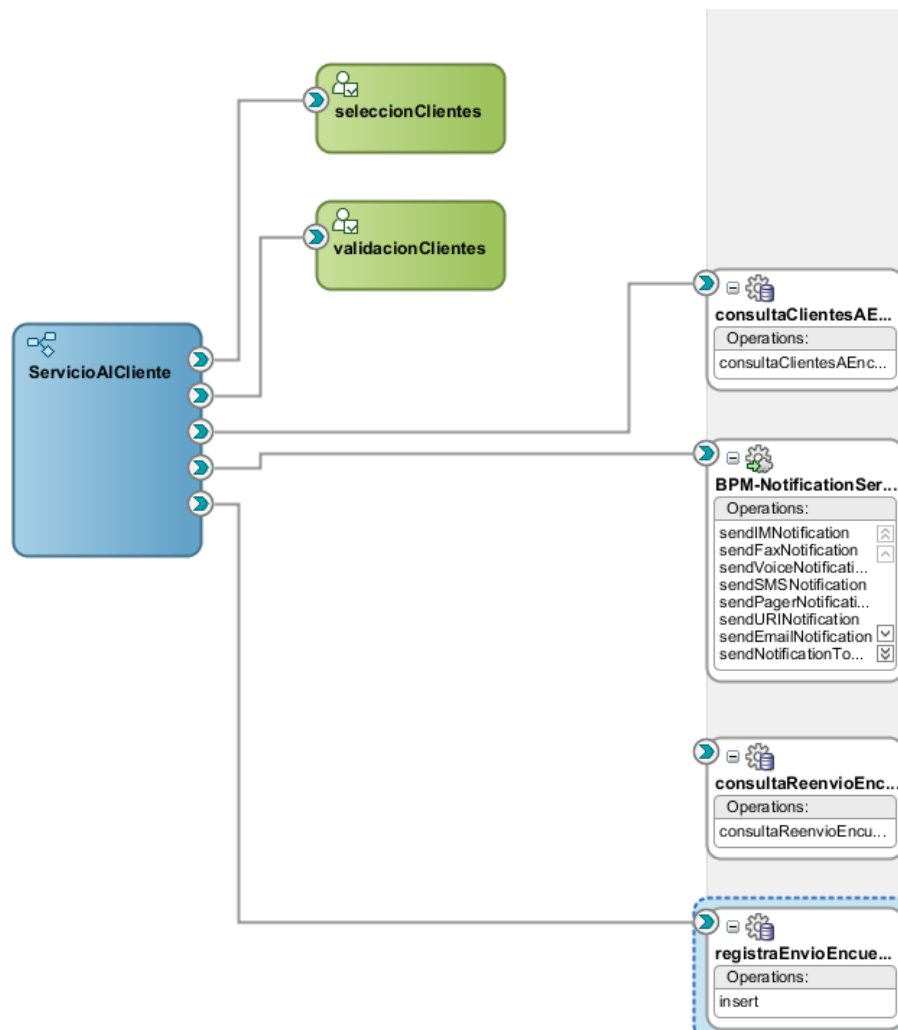 seleccionClientes
validacionClientes
ServicioAlCliente
consultaClientesAE...
Operations:
consultaClientesAEnc...
BPM-NotificationSer...
Operations:
sendIMNotification
sendFaxNotification
sendVoiceNotificati...
sendSMSNotification
sendPagerNotificati...
sendURINotification
sendEmailNotification
sendNotificationTo...
consultaReenvioEnc...
Operations:
consultaReenvioEncu...
registraEnvioEncue...
Operations:
insert